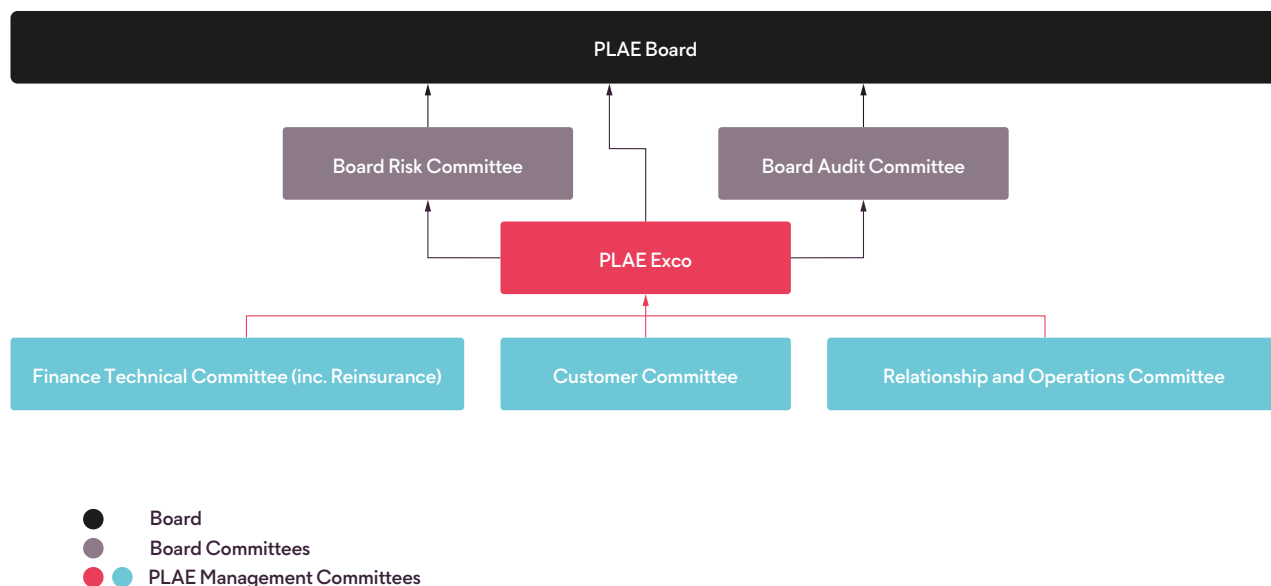 PLAE Board
Board Risk Committee
Board Audit Committee
PLAE Exco
Finance Technical Committee (inc. Reinsurance)
Customer Committee
Relationship and Operations Committee
Board
Board Committees
PLAE Management Committees